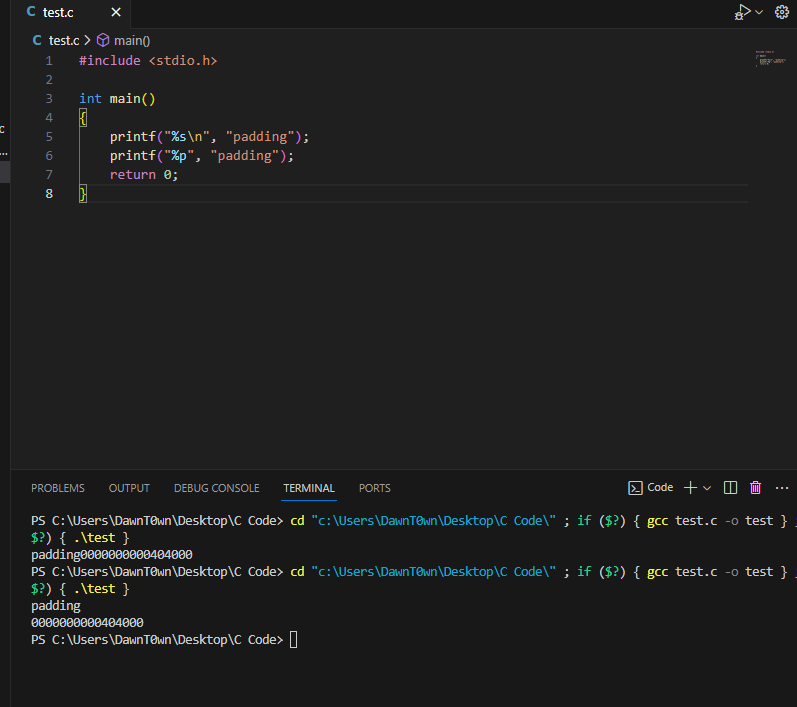 C test.c ×
C test.c > main()
1 #include <stdio.h>
2
3 int main()
4 {
5 printf("%s\n", "padding");
6 printf("%p", "padding");
7 return 0;
8 }
PROBLEMS OUTPUT DEBUG CONSOLE TERMINAL PORTS Code
PS C:\Users\DawnT0wn\Desktop\C Code> cd "c:\Users\DawnT0wn\Desktop\C Code\" ; if ($?) { gcc test.c -o test } ;
$?) { .\test }
padding0000000000404000
PS C:\Users\DawnT0wn\Desktop\C Code> cd "c:\Users\DawnT0wn\Desktop\C Code\" ; if ($?) { gcc test.c -o test } ;
$?) { .\test }
padding
0000000000404000
PS C:\Users\DawnT0wn\Desktop\C Code>